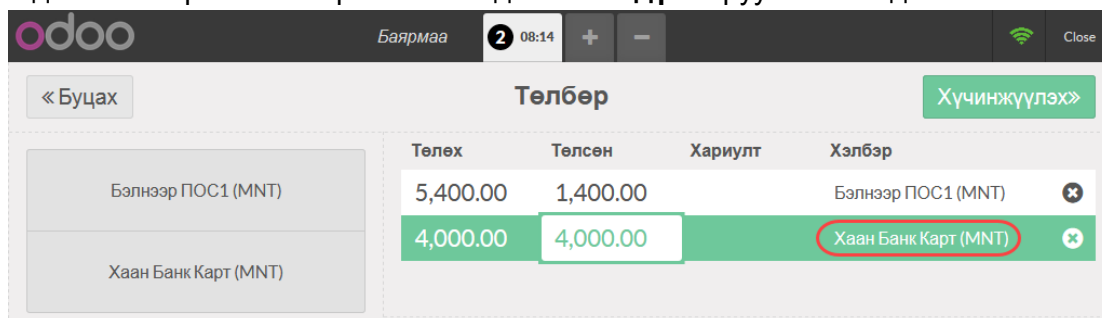 odoo Баярмаа 2 08:14 + − Close
« Буцах Төлбөр Хүчинжүүлэх»
Төлөх Төлсөн Хариулт Хэлбэр
Бэлнээр ПОС1 (MNT) 5,400.00 1,400.00 Бэлнээр ПОС1 (MNT)
4,000.00 4,000.00 Хаан Банк Карт (MNT)
Хаан Банк Карт (MNT)